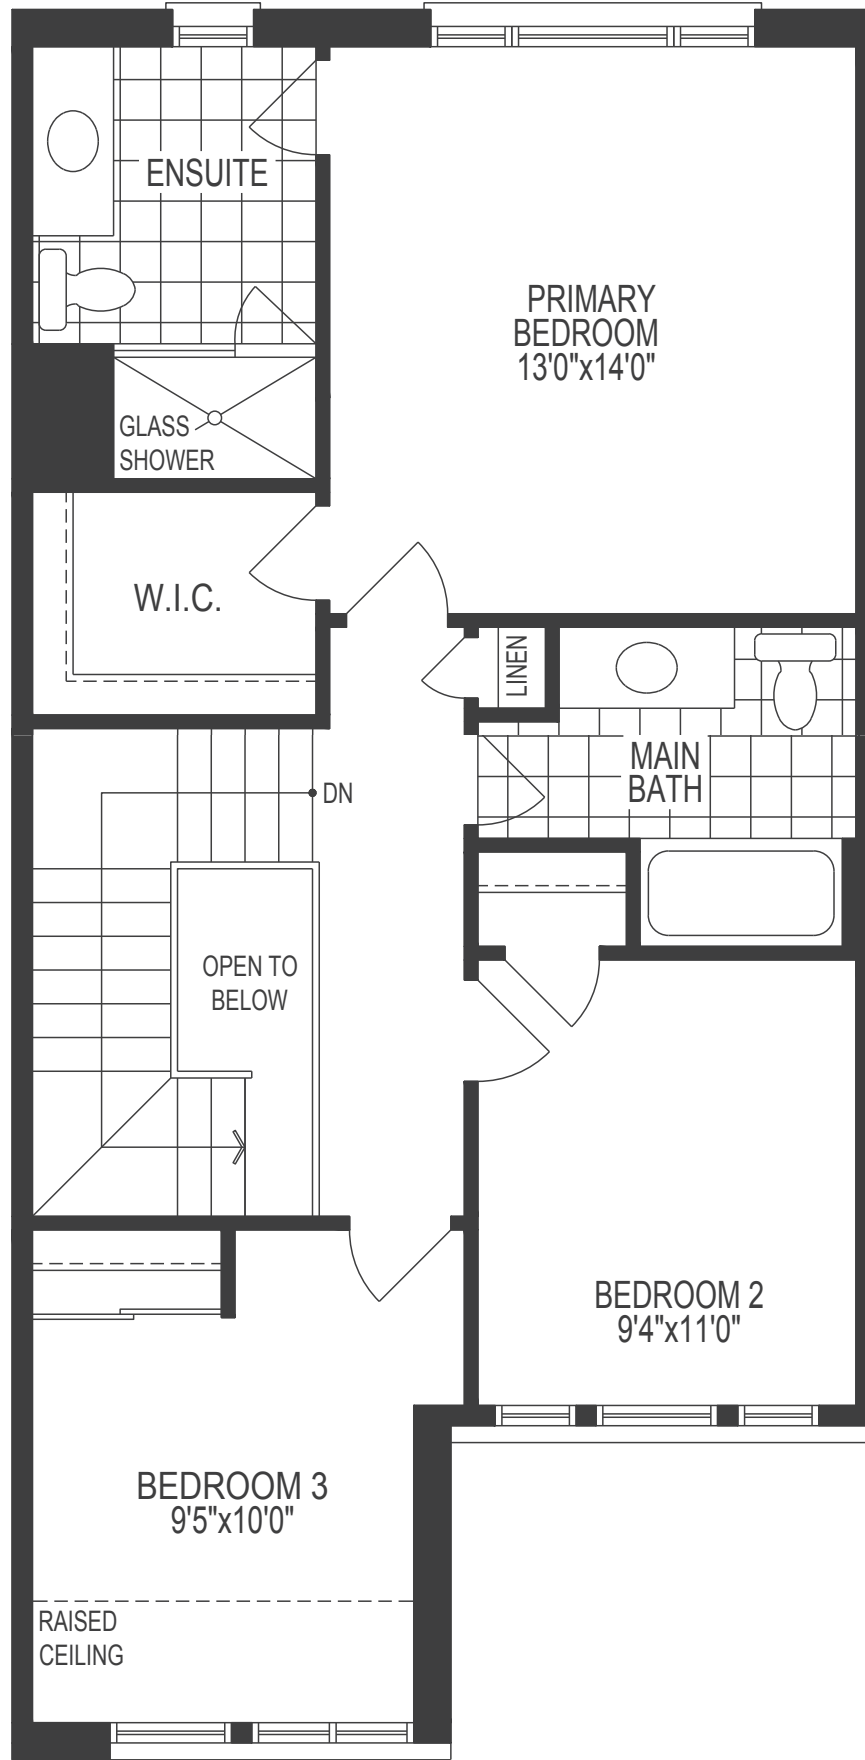 ENSUITE
PRIMARY
BEDROOM
13'0"x14'0"
GLASS
SHOWER
W.I.C.
LINEN
MAIN
BATH
DN
OPEN TO
BELOW
BEDROOM 2
9'4"x11'0"
BEDROOM 3
9'5"x10'0"
RAISED
CEILING